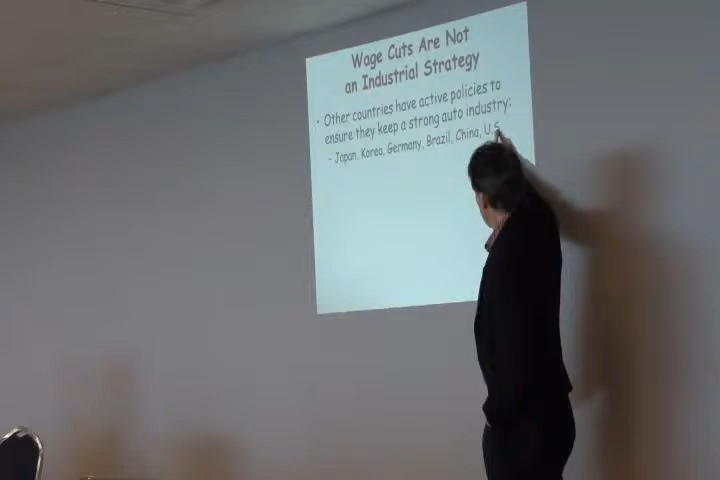 Wage Cuts Are Not
an Industrial Strategy
• Other countries have active policies to
ensure they keep a strong auto industry:
- Japan, Korea, Germany, Brazil, China, U.S.